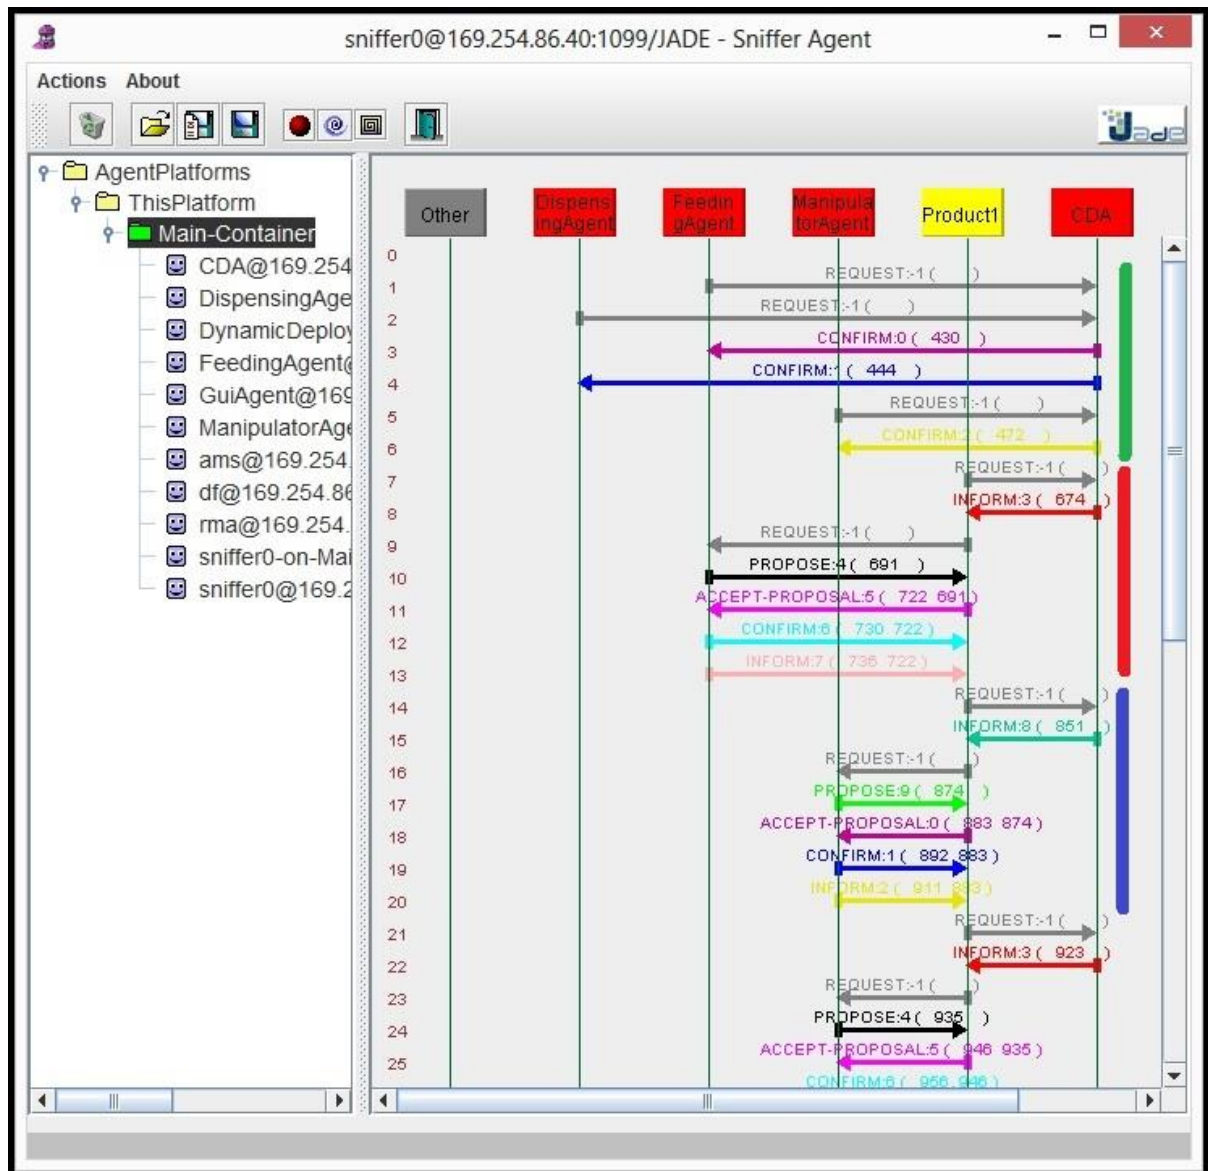 sniffer0@169.254.86.40:1099/JADE - Sniffer Agent
Actions About
Jade
AgentPlatforms
ThisPlatform
Main-Container
CDA@169.254
DispensingAge
DynamicDeploy
FeedingAgent@
GuiAgent@169
ManipulatorAge
ams@169.254.
df@169.254.86
rma@169.254.
sniffer0-on-Mai
sniffer0@169.2
Other
Dispens
ingAgent
Feedin
gAgent
Manipula
torAgent
Product1
CDA
0
REQUEST:-1 ( )
1
REQUEST:-1 ( )
2
CONFIRM:0 ( 430 )
3
CONFIRM:1 ( 444 )
4
REQUEST:-1 ( )
5
CONFIRM:2 ( 472 )
6
REQUEST:-1 ( )
7
INFORM:3 ( 674 )
8
REQUEST:-1 ( )
9
PROPOSE:4 ( 691 )
10
ACCEPT-PROPOSAL:5 ( 722 691 )
11
CONFIRM:6 ( 730 722 )
12
INFORM:7 ( 736 722 )
13
REQUEST:-1 ( )
14
INFORM:8 ( 851 )
15
REQUEST:-1 ( )
16
PROPOSE:9 ( 874 )
17
ACCEPT-PROPOSAL:0 ( 883 874 )
18
CONFIRM:1 ( 892 883 )
19
INFORM:2 ( 911 883 )
20
REQUEST:-1 ( )
21
INFORM:3 ( 923 )
22
REQUEST:-1 ( )
23
PROPOSE:4 ( 935 )
24
ACCEPT-PROPOSAL:5 ( 946 935 )
25
CONFIRM:6 ( 956 946 )